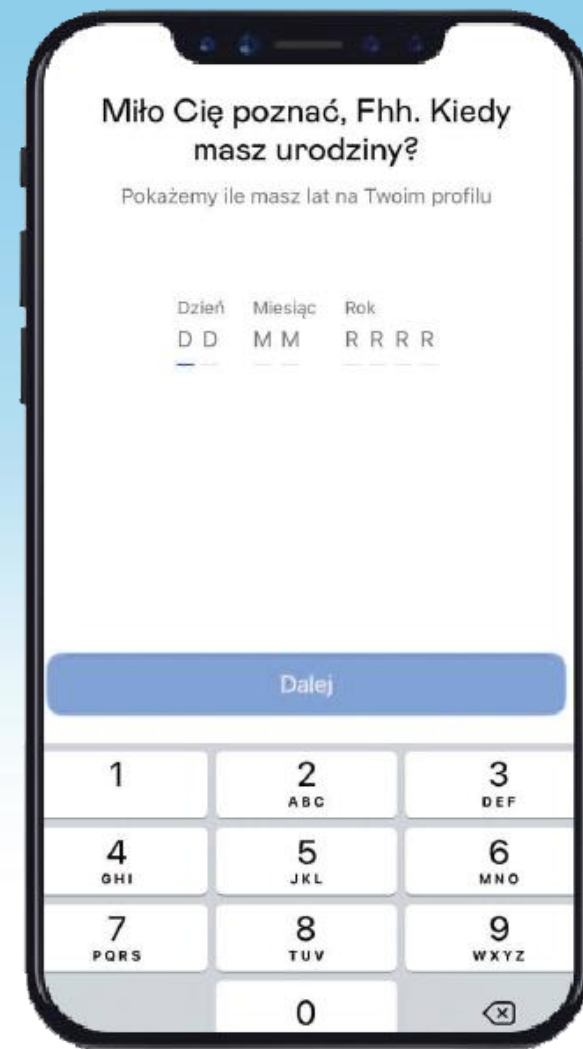 Miło Cię poznać, Fhh. Kiedy
masz urodziny?
Pokażemy ile masz lat na Twoim profilu
Dzień Miesiąc Rok
D D M M R R R R
Dalej
1 2 3
ABC DEF
4 5 6
GHI JKL MNO
7 8 9
PQRS TUV WXYZ
0